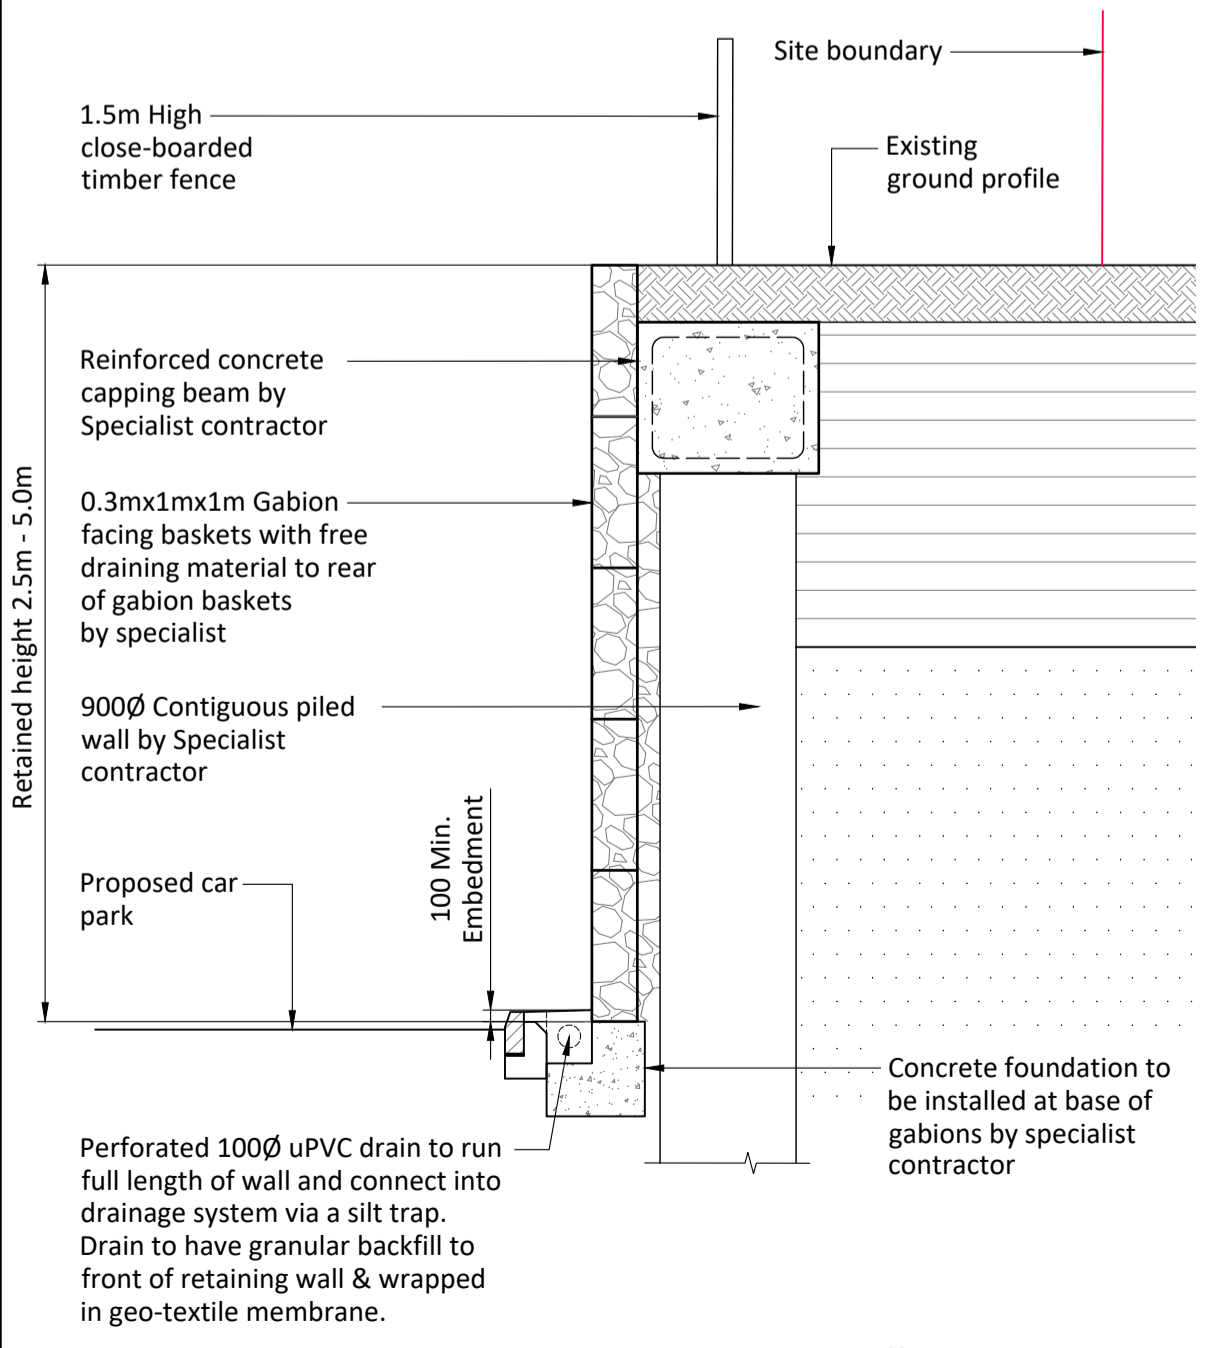 Site boundary
1.5m High
close-boarded
timber fence
Existing
ground profile
Reinforced concrete
capping beam by
Specialist contractor
0.3mx1mx1m Gabion
facing baskets with free
draining material to rear
of gabion baskets
by specialist
Retained height 2.5m - 5.0m
900Ø Contiguous piled
wall by Specialist
contractor
100 Min.
Embedment
Proposed car
park
Concrete foundation to
be installed at base of
gabions by specialist
contractor
Perforated 100Ø uPVC drain to run
full length of wall and connect into
drainage system via a silt trap.
Drain to have granular backfill to
front of retaining wall & wrapped
in geo-textile membrane.